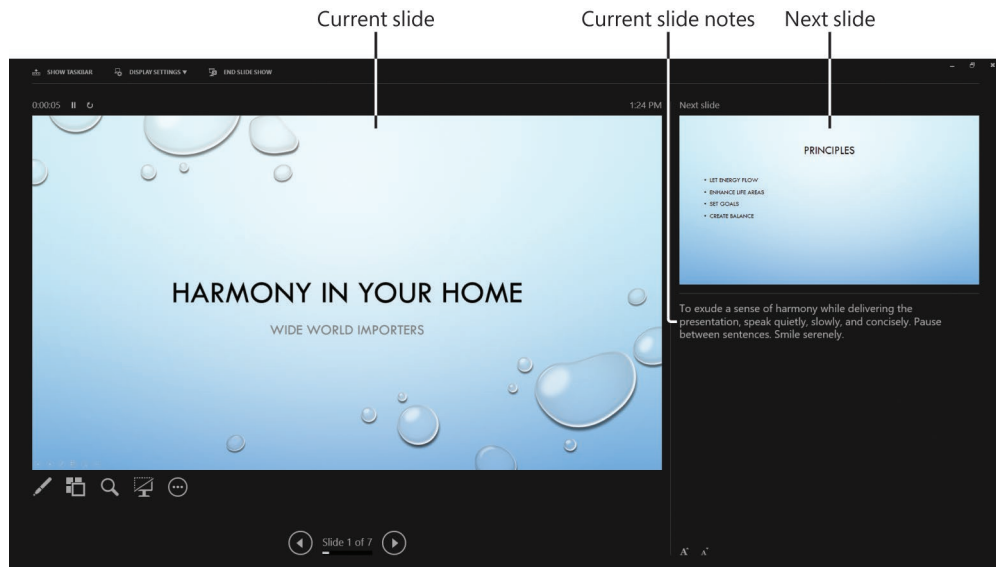 Current slide
Current slide notes
Next slide
SHOW TASKBAR
DISPLAY SETTINGS ▼
END SLIDE SHOW
0:00:05
1:24 PM
Next slide
HARMONY IN YOUR HOME
WIDE WORLD IMPORTERS
PRINCIPLES
• LET ENERGY FLOW
• ENHANCE LIFE AREAS
• SET GOALS
• CREATE BALANCE
To exude a sense of harmony while delivering the
presentation, speak quietly, slowly, and concisely. Pause
between sentences. Smile serenely.
Slide 1 of 7
A A